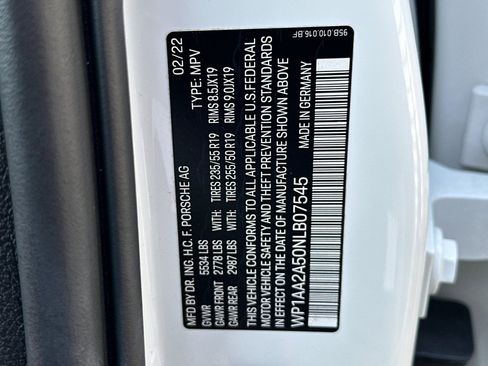 95B.010.016.BF
MFD BY DR. ING. H.C. F. PORSCHE AG 02/22
GVWR 5534 LBS TYPE: MPV
GAWR FRONT 2778 LBS WITH TIRES 235/55 R19 RIMS 8.5JX19
GAWR REAR 2987 LBS WITH TIRES 255/50 R19 RIMS 9.0JX19
THIS VEHICLE CONFORMS TO ALL APPLICABLE U.S. FEDERAL
MOTOR VEHICLE SAFETY AND THEFT PREVENTION STANDARDS
IN EFFECT ON THE DATE OF MANUFACTURE SHOWN ABOVE
WP1AA2A50NLB07545 MADE IN GERMANY